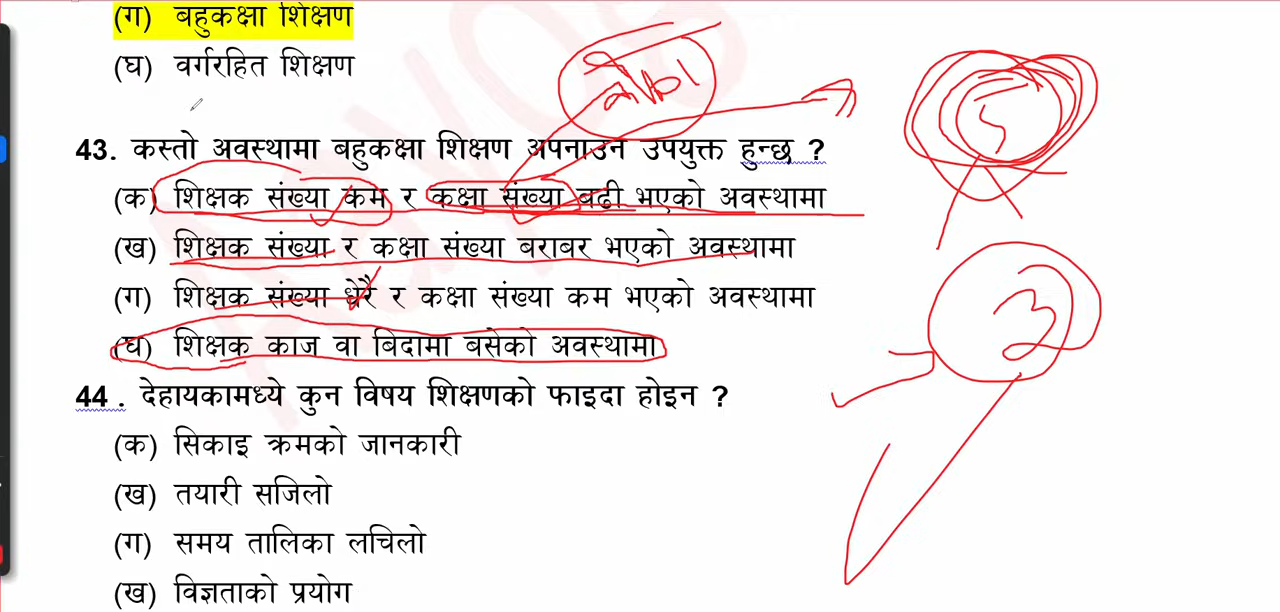 (ग) बहुकक्षा शिक्षण
(घ) वर्गरहित शिक्षण
43. कस्तो अवस्थामा बहुकक्षा शिक्षण अपनाउन उपयुक्त हुन्छ ?
(क) शिक्षक संख्या कम र कक्षा संख्या बढी भएको अवस्थामा
(ख) शिक्षक संख्या र कक्षा संख्या बराबर भएको अवस्थामा
(ग) शिक्षक संख्या धेरै र कक्षा संख्या कम भएको अवस्थामा
(घ) शिक्षक काज वा बिदामा बसेको अवस्थामा
44 . देहायकामध्ये कुन विषय शिक्षणको फाइदा होइन ?
(क) सिकाइ क्रमको जानकारी
(ख) तयारी सजिलो
(ग) समय तालिका लचिलो
(ख) विज्ञताको प्रयोग